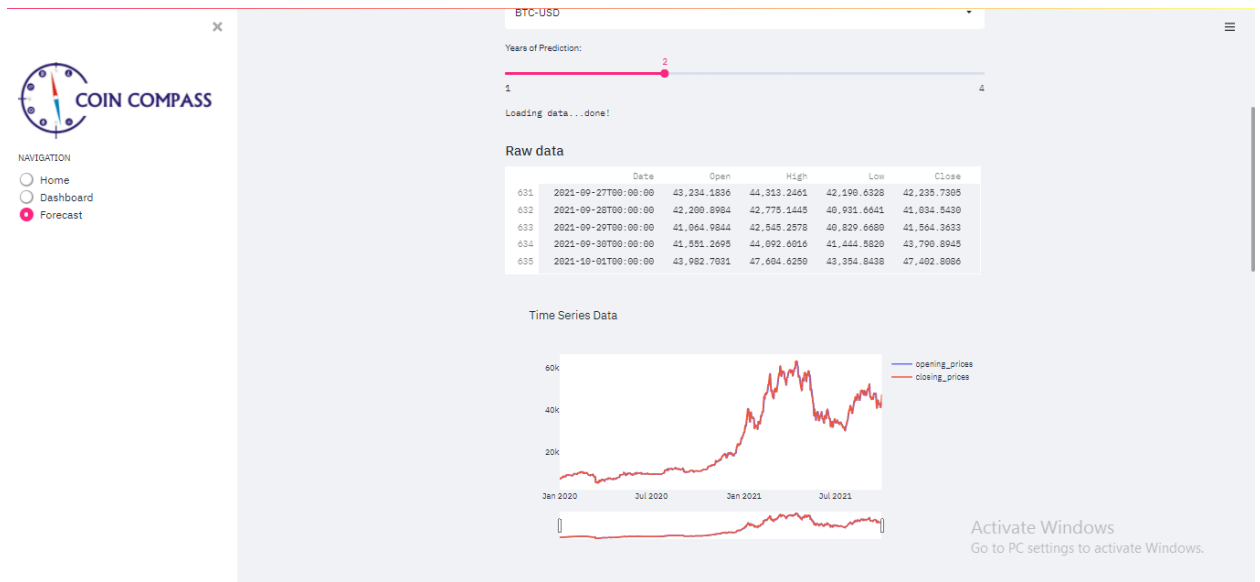 BTC-USD
Years of Prediction:
2
1 4
Loading data...done!
COIN COMPASS
NAVIGATION
Home
Dashboard
Forecast
Raw data
Date Open High Low Close
631 2021-09-27T00:00:00 43,234.1836 44,313.2461 42,190.6328 42,235.7305
632 2021-09-28T00:00:00 42,200.8984 42,775.1445 40,931.6641 41,034.5430
633 2021-09-29T00:00:00 41,064.9844 42,545.2578 40,829.6680 41,564.3633
634 2021-09-30T00:00:00 41,551.2695 44,092.6016 41,444.5820 43,790.8945
635 2021-10-01T00:00:00 43,982.7031 47,604.6250 43,354.8438 47,402.8086
Time Series Data
60k
40k
20k
Jan 2020 Jul 2020 Jan 2021 Jul 2021
opening_prices
closing_prices
Activate Windows
Go to PC settings to activate Windows.